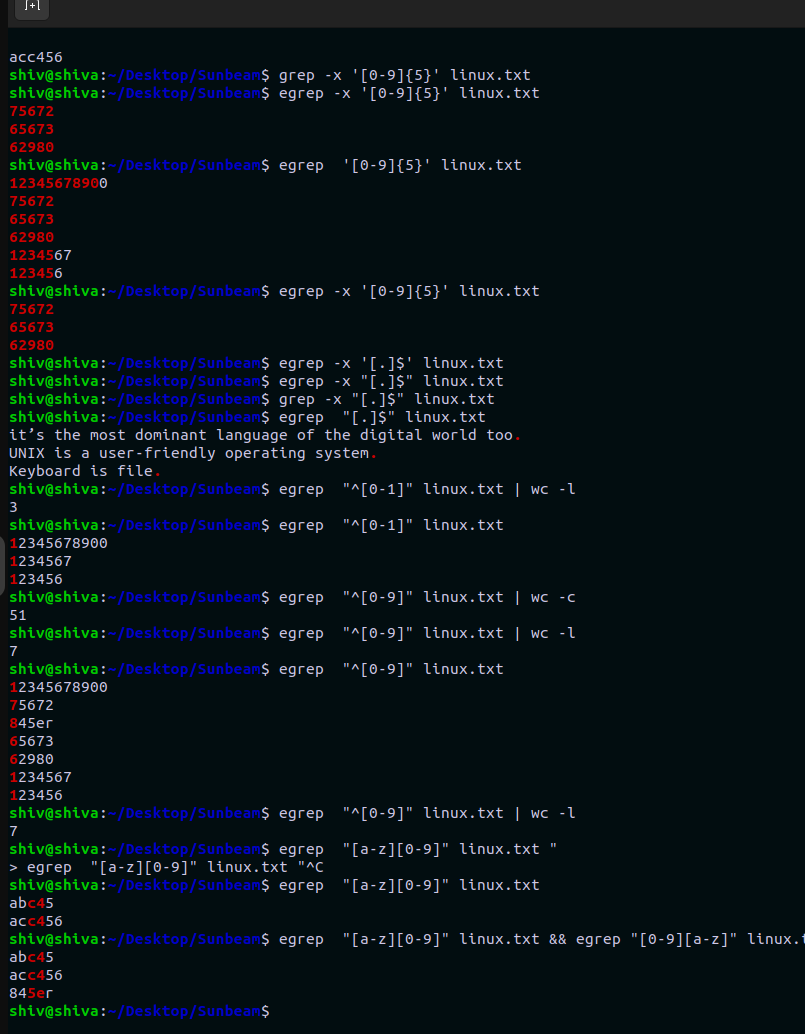 acc456
shiv@shiva:~/Desktop/Sunbeam$ grep -x '[0-9]{5}' linux.txt
shiv@shiva:~/Desktop/Sunbeam$ egrep -x '[0-9]{5}' linux.txt
75672
65673
62980
shiv@shiva:~/Desktop/Sunbeam$ egrep  '[0-9]{5}' linux.txt
12345678900
75672
65673
62980
1234567
123456
shiv@shiva:~/Desktop/Sunbeam$ egrep -x '[0-9]{5}' linux.txt
75672
65673
62980
shiv@shiva:~/Desktop/Sunbeam$ egrep -x '[.]$' linux.txt
shiv@shiva:~/Desktop/Sunbeam$ egrep -x "[.]$" linux.txt
shiv@shiva:~/Desktop/Sunbeam$ grep -x "[.]$" linux.txt
shiv@shiva:~/Desktop/Sunbeam$ egrep  "[.]$" linux.txt
it’s the most dominant language of the digital world too.
UNIX is a user-friendly operating system.
Keyboard is file.
shiv@shiva:~/Desktop/Sunbeam$ egrep  "^[0-1]" linux.txt | wc -l
3
shiv@shiva:~/Desktop/Sunbeam$ egrep  "^[0-1]" linux.txt
12345678900
1234567
123456
shiv@shiva:~/Desktop/Sunbeam$ egrep  "^[0-9]" linux.txt | wc -c
51
shiv@shiva:~/Desktop/Sunbeam$ egrep  "^[0-9]" linux.txt | wc -l
7
shiv@shiva:~/Desktop/Sunbeam$ egrep  "^[0-9]" linux.txt
12345678900
75672
845er
65673
62980
1234567
123456
shiv@shiva:~/Desktop/Sunbeam$ egrep  "^[0-9]" linux.txt | wc -l
7
shiv@shiva:~/Desktop/Sunbeam$ egrep  "[a-z][0-9]" linux.txt "
> egrep  "[a-z][0-9]" linux.txt "^C
shiv@shiva:~/Desktop/Sunbeam$ egrep  "[a-z][0-9]" linux.txt
abc45
acc456
shiv@shiva:~/Desktop/Sunbeam$ egrep  "[a-z][0-9]" linux.txt && egrep "[0-9][a-z]" linux.t
abc45
acc456
845er
shiv@shiva:~/Desktop/Sunbeam$